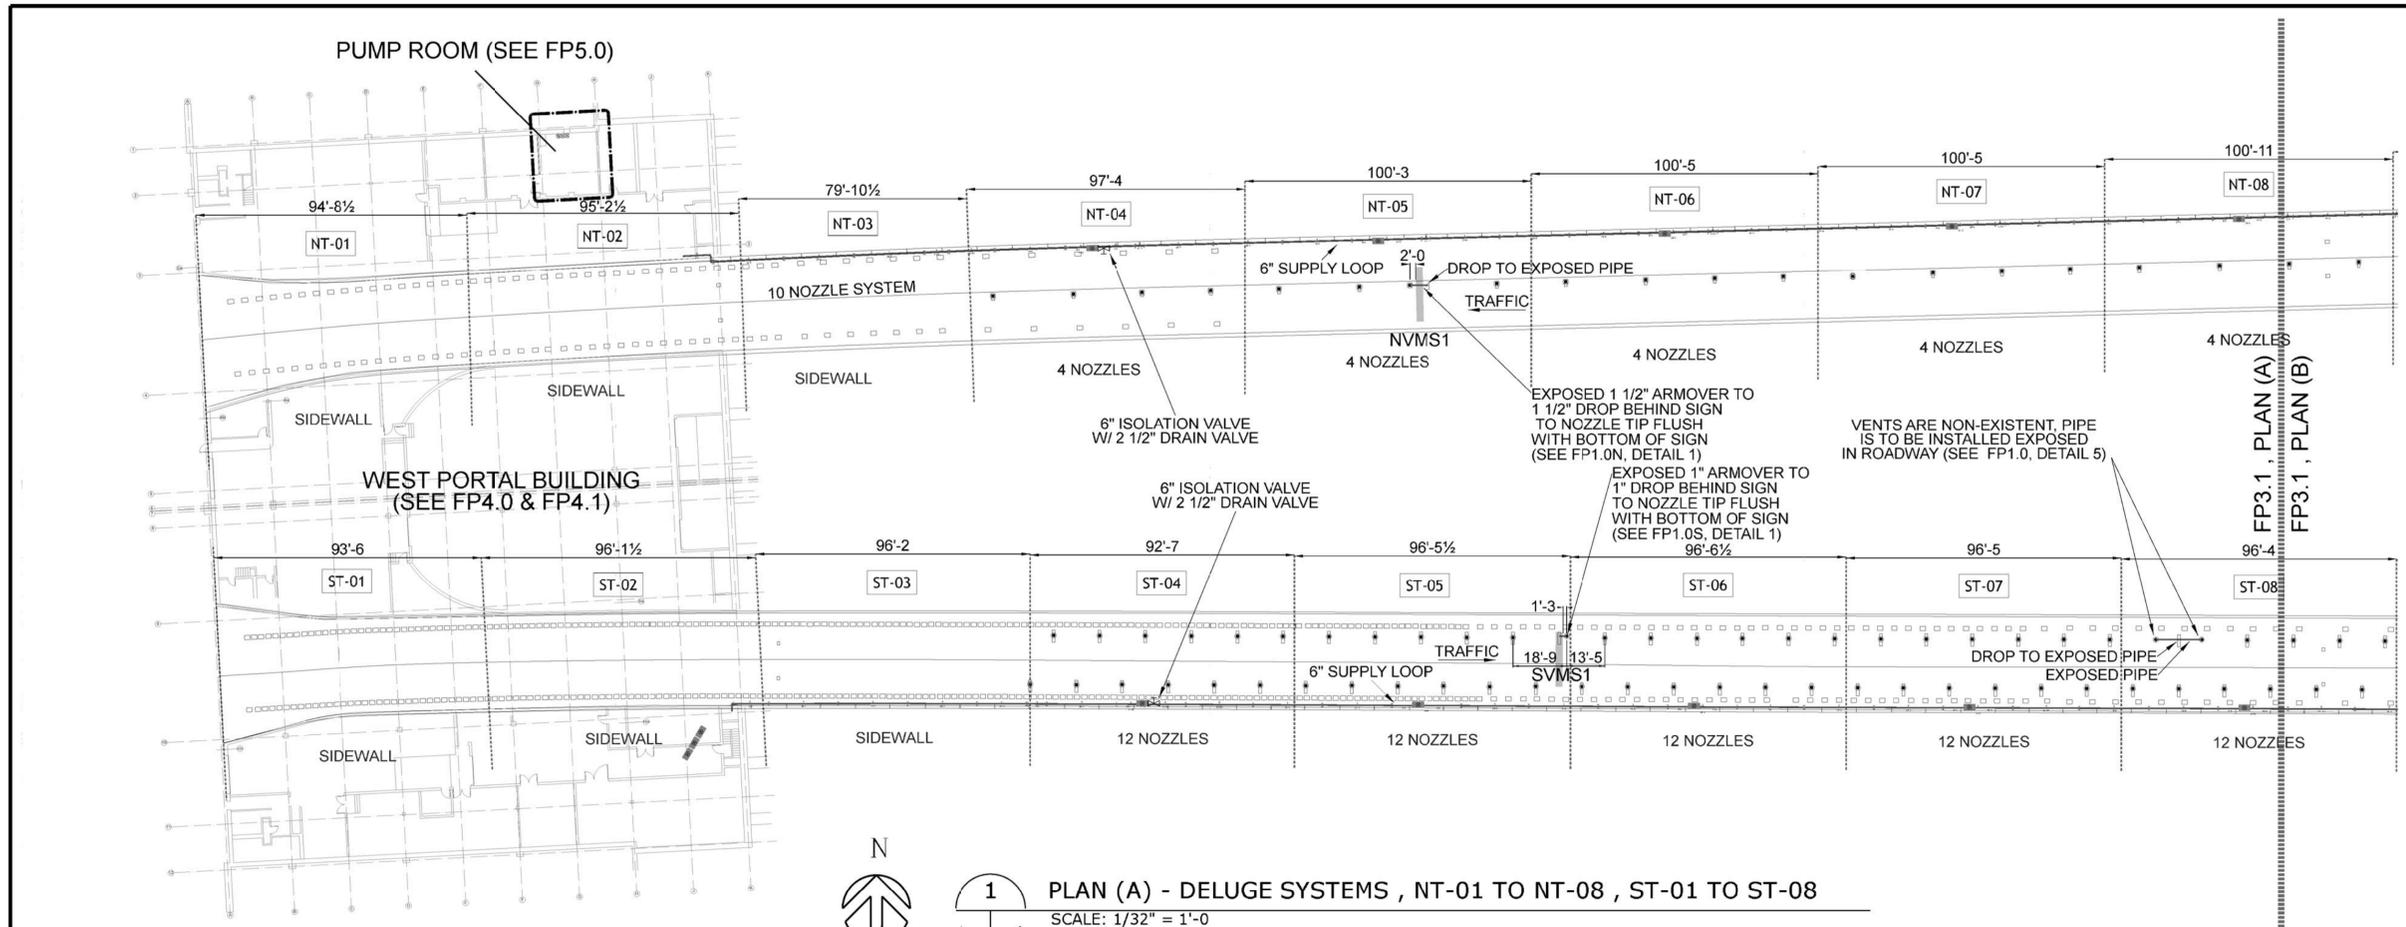 PUMP ROOM (SEE FP5.0)
94'-8½
95'-2½
79'-10½
97'-4
100'-3
100'-5
100'-5
100'-11
NT-01
NT-02
NT-03
NT-04
NT-05
NT-06
NT-07
NT-08
10 NOZZLE SYSTEM
6" SUPPLY LOOP
2'-0
DROP TO EXPOSED PIPE
TRAFFIC
NVMS1
SIDEWALL
SIDEWALL
SIDEWALL
4 NOZZLES
4 NOZZLES
4 NOZZLES
4 NOZZLES
4 NOZZLES
6" ISOLATION VALVE
W/ 2 1/2" DRAIN VALVE
EXPOSED 1 1/2" ARMOVER TO
1 1/2" DROP BEHIND SIGN
TO NOZZLE TIP FLUSH
WITH BOTTOM OF SIGN
(SEE FP1.0N, DETAIL 1)
VENTS ARE NON-EXISTENT, PIPE
IS TO BE INSTALLED EXPOSED
IN ROADWAY (SEE FP1.0, DETAIL 5)
FP3.1 , PLAN (A)
FP3.1 , PLAN (B)
WEST PORTAL BUILDING
(SEE FP4.0 & FP4.1)
6" ISOLATION VALVE
W/ 2 1/2" DRAIN VALVE
EXPOSED 1" ARMOVER TO
1" DROP BEHIND SIGN
TO NOZZLE TIP FLUSH
WITH BOTTOM OF SIGN
(SEE FP1.0S, DETAIL 1)
93'-6
96'-1½
96'-2
92'-7
96'-5½
96'-6½
96'-5
96'-4
ST-01
ST-02
ST-03
ST-04
ST-05
ST-06
ST-07
ST-08
1'-3
TRAFFIC
18'-9
13'-5
SVMS1
6" SUPPLY LOOP
DROP TO EXPOSED PIPE
EXPOSED PIPE
SIDEWALL
SIDEWALL
SIDEWALL
12 NOZZLES
12 NOZZLES
12 NOZZLES
12 NOZZLES
12 NOZZLES
N
1
PLAN (A) - DELUGE SYSTEMS , NT-01 TO NT-08 , ST-01 TO ST-08
SCALE: 1/32" = 1'-0